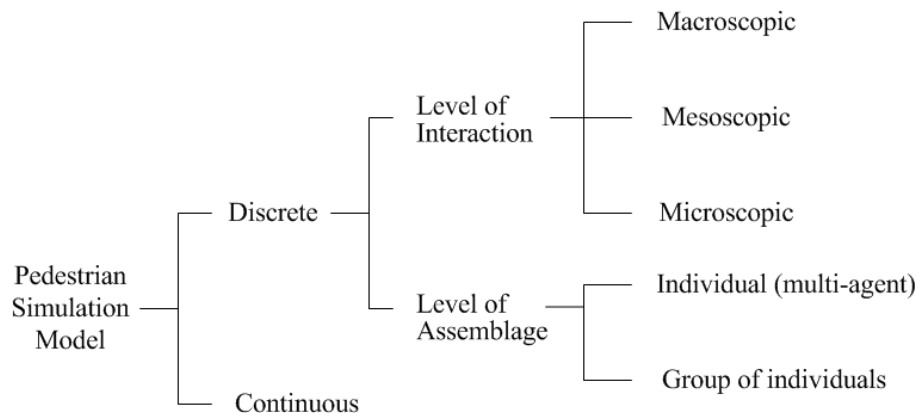 Pedestrian
Simulation
Model
Discrete
Continuous
Level of
Interaction
Level of
Assemblage
Macroscopic
Mesoscopic
Microscopic
Individual (multi-agent)
Group of individuals